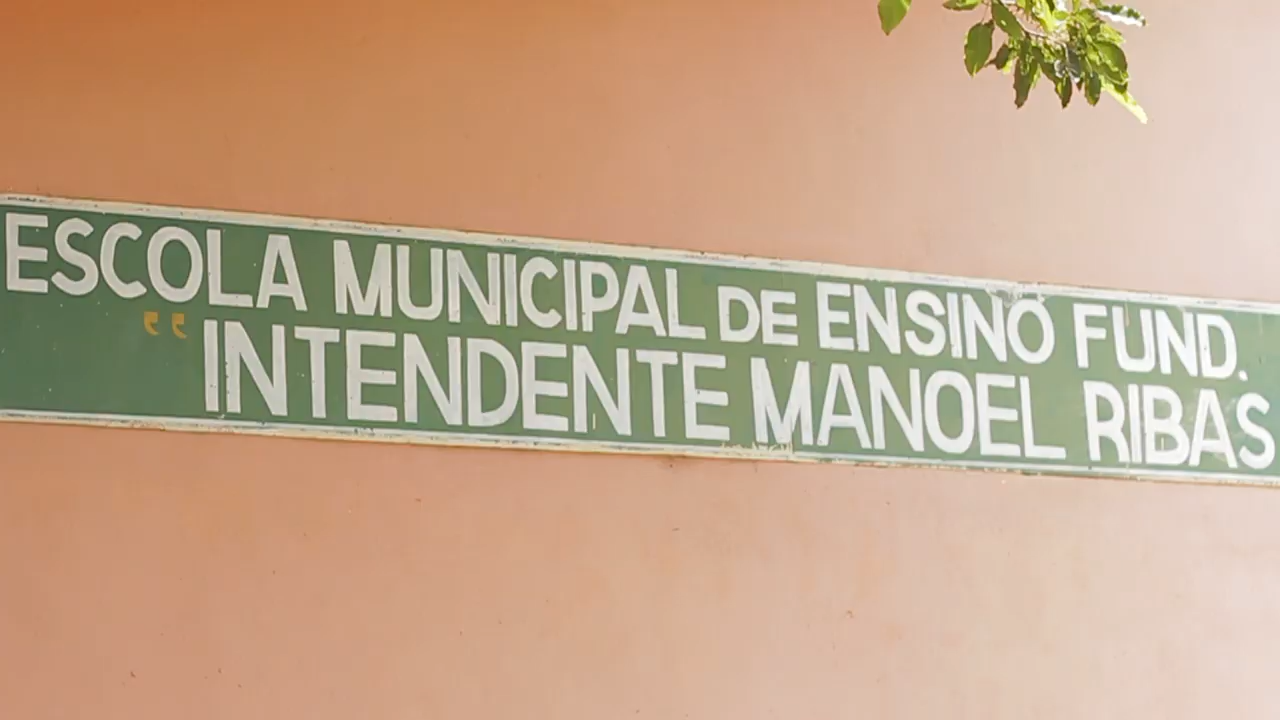 ESCOLA MUNICIPAL DE ENSINO FUND.
"INTENDENTE MANOEL RIBAS